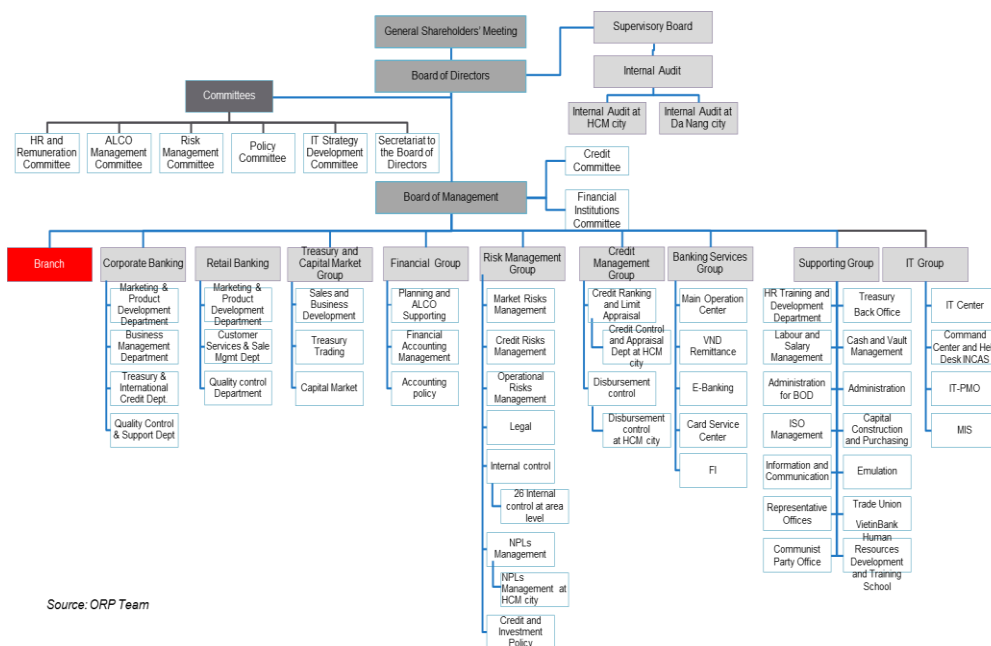 General Shareholders' Meeting
Supervisory Board
Board of Directors
Internal Audit
Committees
Internal Audit at
HCM city
Internal Audit at
Da Nang city
HR and
Remuneration
Committee
ALCO
Management
Committee
Risk
Management
Committee
Policy
Committee
IT Strategy
Development
Committee
Secretariat to
the Board of
Directors
Credit
Committee
Board of Management
Financial
Institutions
Committee
Branch
Corporate Banking
Retail Banking
Treasury and
Capital Market
Group
Financial Group
Risk Management
Group
Credit
Management
Group
Banking Services
Group
Supporting Group
IT Group
Marketing &
Product
Development
Department
Business
Management
Department
Treasury &
International
Credit Dept.
Quality Control
& Support Dept
Marketing &
Product
Development
Department
Customer
Services & Sale
Mgmt Dept
Quality control
Department
Sales and
Business
Development
Treasury
Trading
Capital Market
Planning and
ALCO
Supporting
Financial
Accounting
Management
Accounting
policy
Market Risks
Management
Credit Risks
Management
Operational
Risks
Management
Legal
Internal control
26 Internal
control at area
level
NPLs
Management
NPLs
Management at
HCM city
Credit and
Investment
Policy
Credit Ranking
and Limit
Appraisal
Credit Control
and Appraisal
Dept at HCM
city
Disbursement
control
Disbursement
control
at HCM city
Main Operation
Center
VND
Remittance
E-Banking
Card Service
Center
FI
HR Training and
Development
Department
Labour and
Salary
Management
Administration
for BOD
ISO
Management
Information and
Communication
Representative
Offices
Communist
Party Office
Treasury
Back Office
Cash and Vault
Management
Administration
Capital
Construction
and Purchasing
Emulation
Trade Union
VietinBank
Human
Resources
Development
and Training
School
IT Center
Command
Center and Hel
Desk INCAS
IT-PMO
MIS
Source: ORP Team